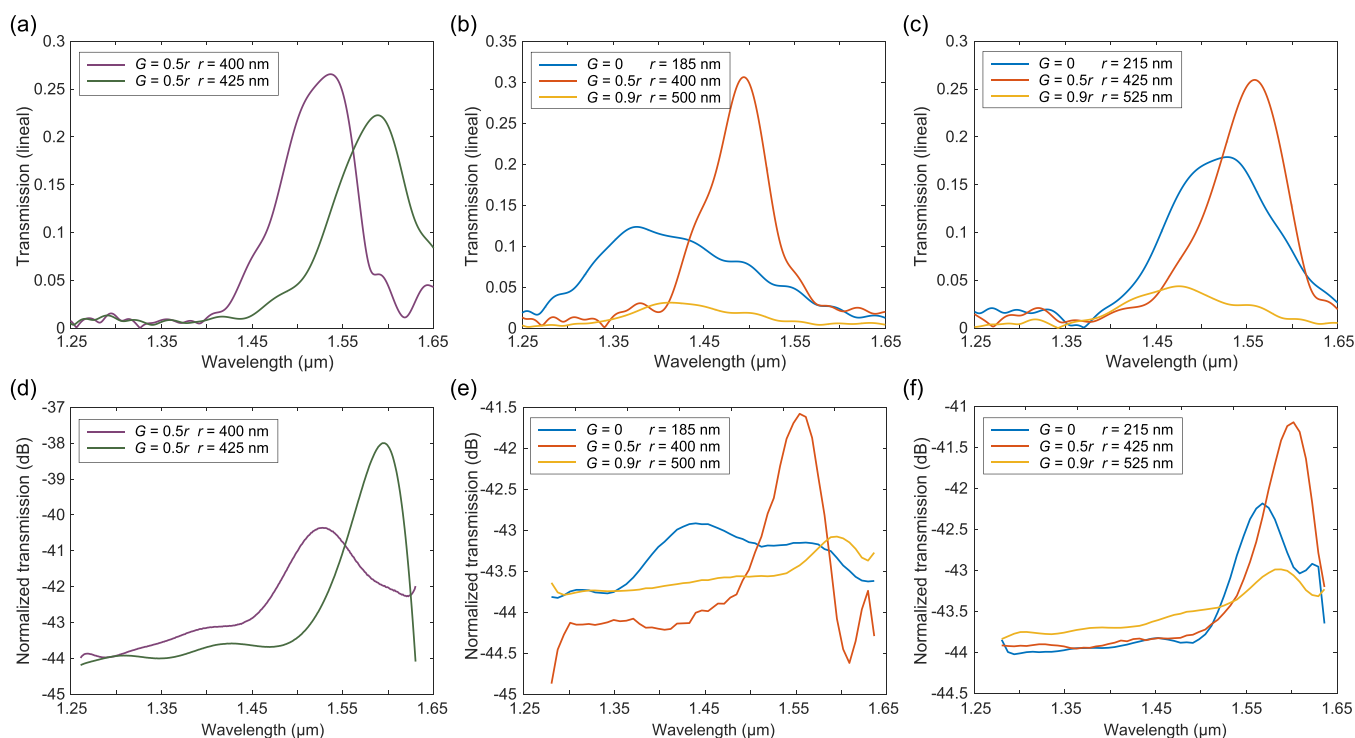 (a)
0.3
0.25
0.2
0.15
0.1
0.05
0
Transmission (lineal)
G = 0.5r r = 400 nm
G = 0.5r r = 425 nm
1.25 1.35 1.45 1.55 1.65
Wavelength (µm)
(b)
0.35
0.3
0.25
0.2
0.15
0.1
0.05
0
Transmission (lineal)
G = 0 r = 185 nm
G = 0.5r r = 400 nm
G = 0.9r r = 500 nm
1.25 1.35 1.45 1.55 1.65
Wavelength (µm)
(c)
0.3
0.25
0.2
0.15
0.1
0.05
0
Transmission (lineal)
G = 0 r = 215 nm
G = 0.5r r = 425 nm
G = 0.9r r = 525 nm
1.25 1.35 1.45 1.55 1.65
Wavelength (µm)
(d)
-37
-38
-39
-40
-41
-42
-43
-44
-45
Normalized transmission (dB)
G = 0.5r r = 400 nm
G = 0.5r r = 425 nm
1.25 1.35 1.45 1.55 1.65
Wavelength (µm)
(e)
-41.5
-42
-42.5
-43
-43.5
-44
-44.5
-45
Normalized transmission (dB)
G = 0 r = 185 nm
G = 0.5r r = 400 nm
G = 0.9r r = 500 nm
1.25 1.35 1.45 1.55 1.65
Wavelength (µm)
(f)
-41
-41.5
-42
-42.5
-43
-43.5
-44
-44.5
Normalized transmission (dB)
G = 0 r = 215 nm
G = 0.5r r = 425 nm
G = 0.9r r = 525 nm
1.25 1.35 1.45 1.55 1.65
Wavelength (µm)